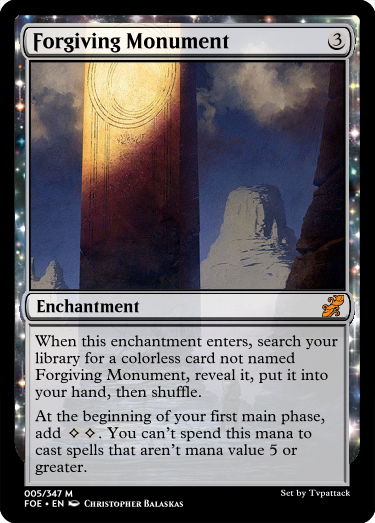 Forgiving Monument 3
Enchantment
When this enchantment enters, search your
library for a colorless card not named
Forgiving Monument, reveal it, put it into
your hand, then shuffle.
At the beginning of your first main phase,
add ◇◇. You can't spend this mana to
cast spells that aren't mana value 5 or
greater.
005/347 M
Set by Tvpattack
FOE • EN Christopher Balaskas